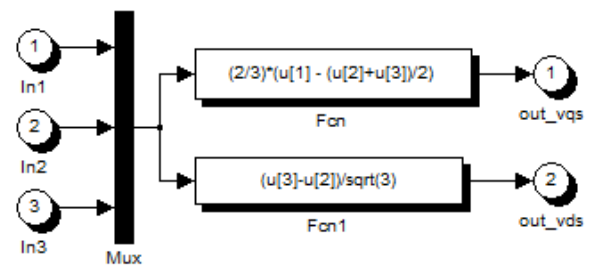 1
In1
2
In2
3
In3
Mux
(2/3)*(u[1] - (u[2]+u[3])/2)
Fcn
(u[3]-u[2])/sqrt(3)
Fcn1
1
out_vqs
2
out_vds